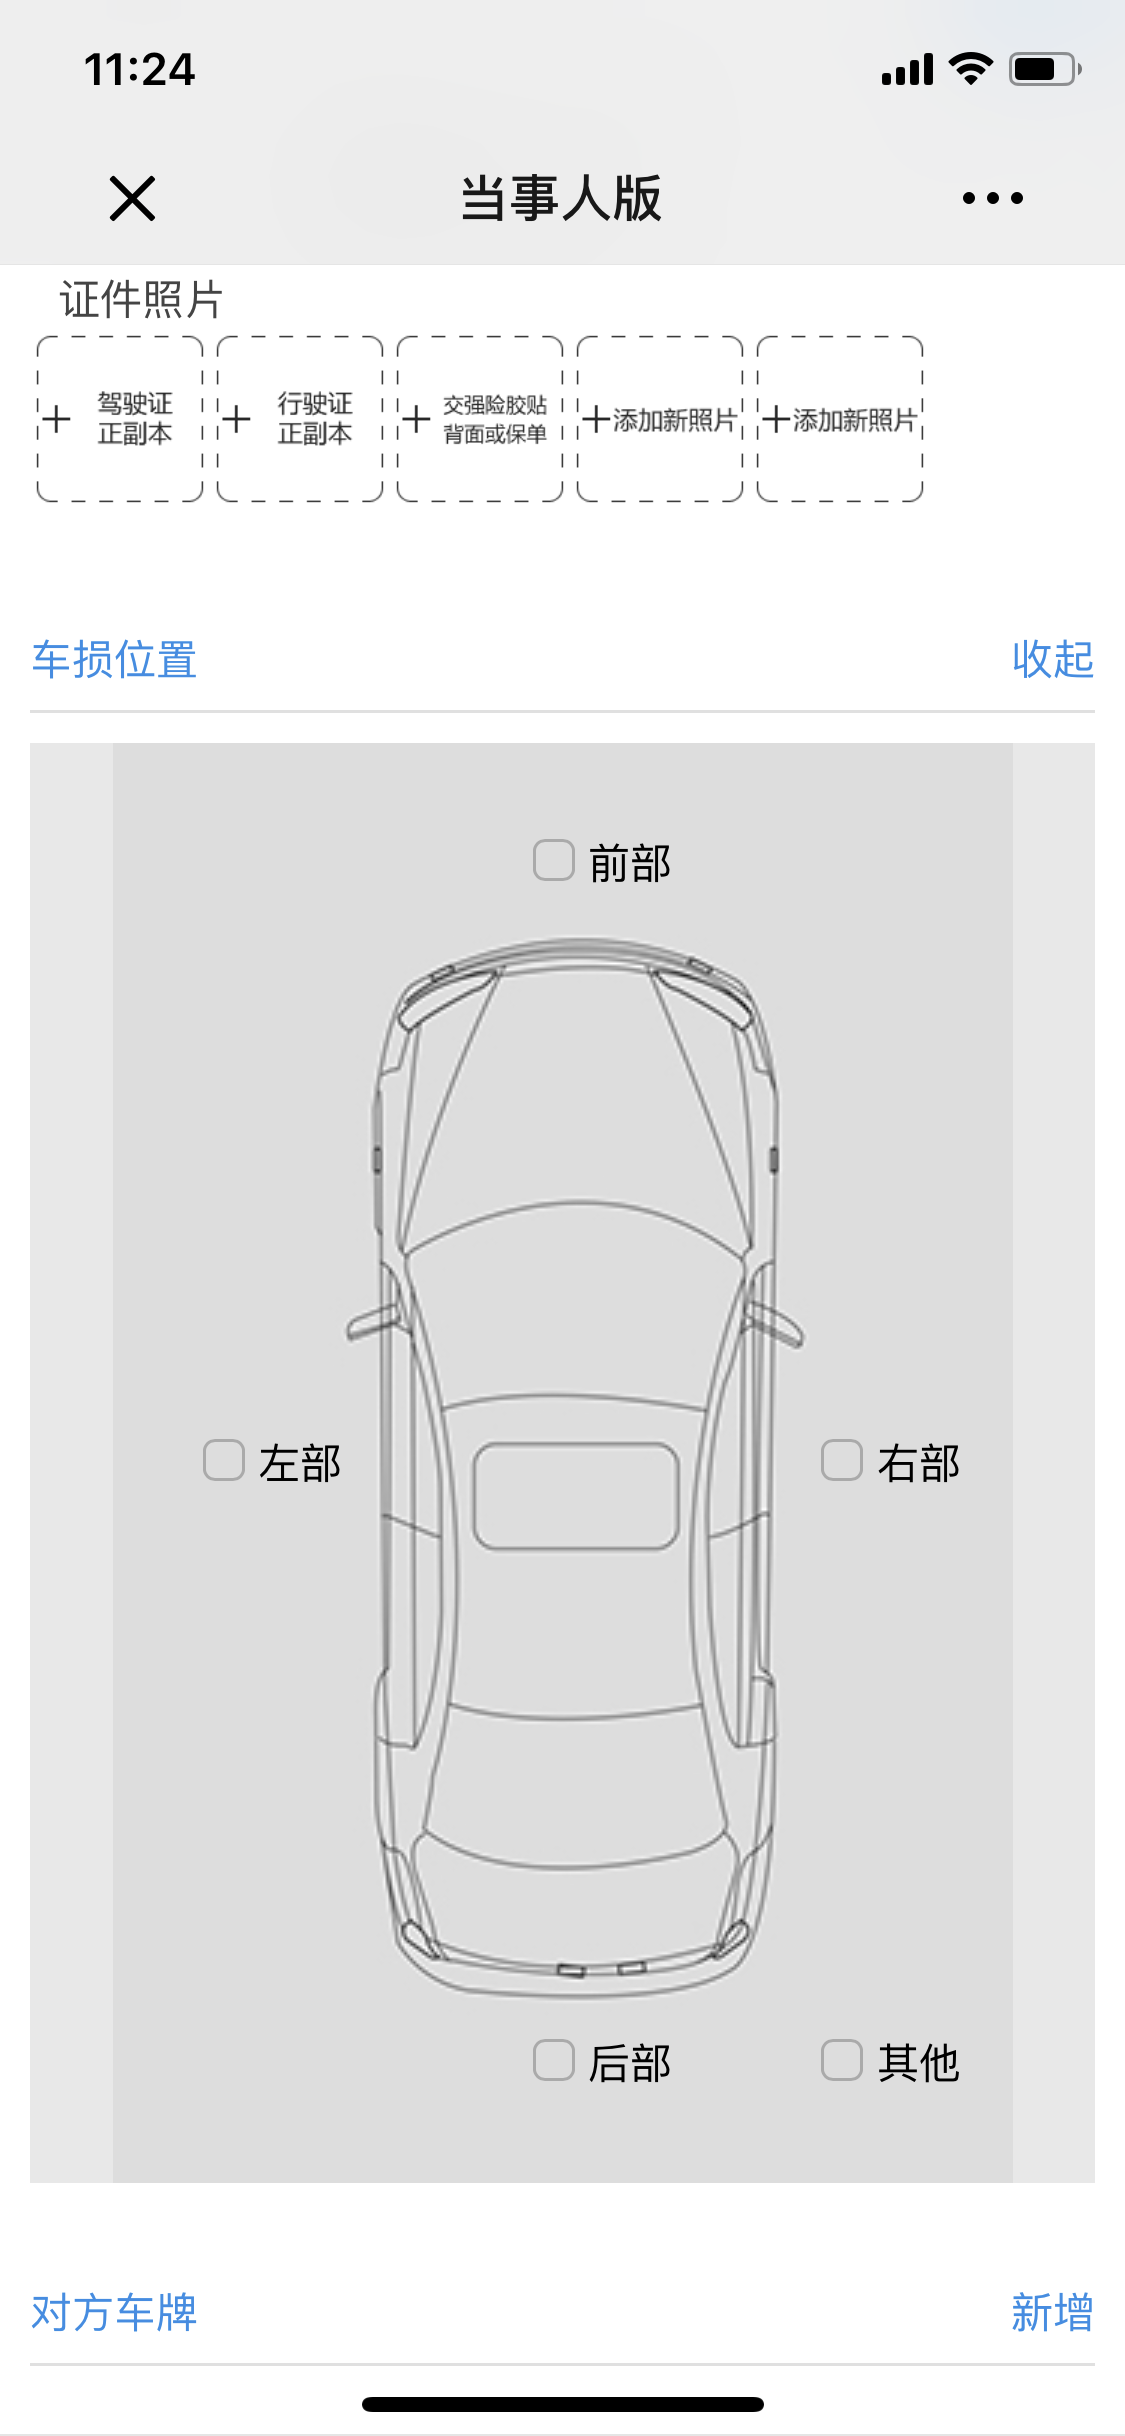 11:24
当事人版
证件照片
驾驶证
正副本
行驶证
正副本
交强险胶贴
背面或保单
添加新照片
添加新照片
车损位置
收起
前部
左部
右部
后部
其他
对方车牌
新增